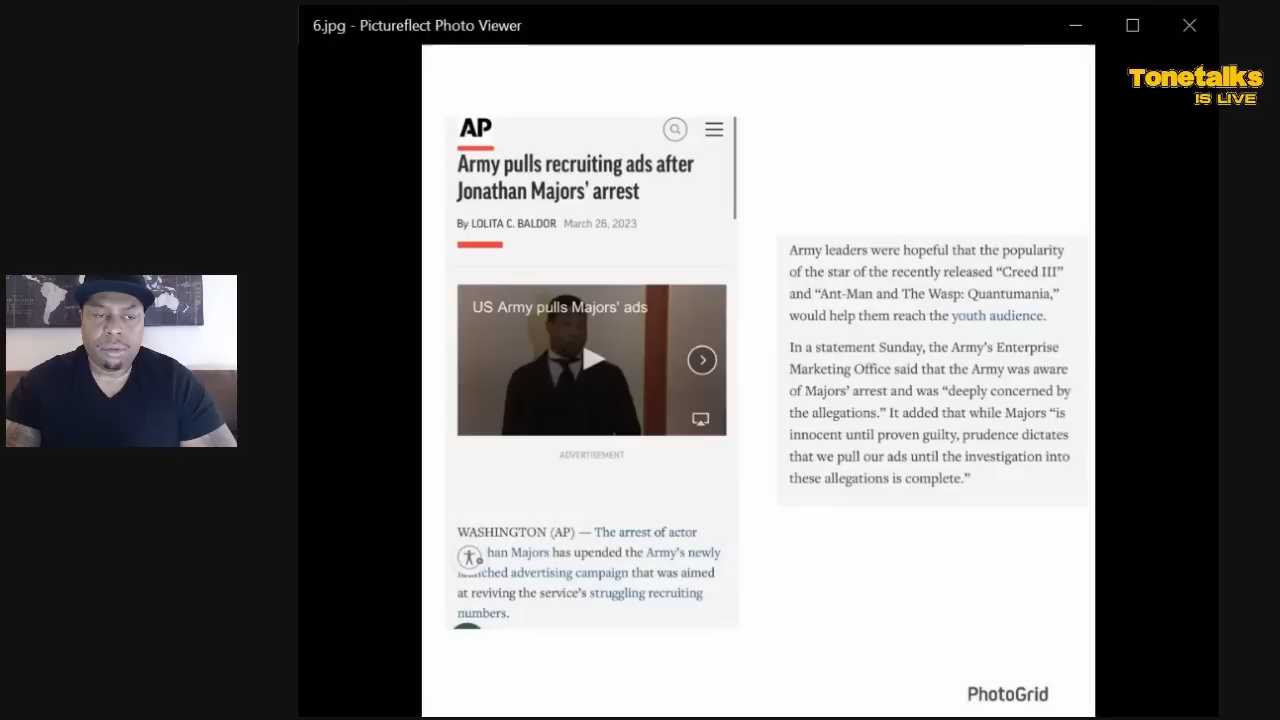 6.jpg - Pictureflect Photo Viewer
Tonetalks
IS LIVE
AP
Army pulls recruiting ads after
Jonathan Majors' arrest
By LOLITA C. BALDOR March 26, 2023
US Army pulls Majors' ads
ADVERTISEMENT
WASHINGTON (AP) — The arrest of actor
han Majors has upended the Army's newly
ched advertising campaign that was aimed
at reviving the service's struggling recruiting
numbers.
Army leaders were hopeful that the popularity
of the star of the recently released “Creed III”
and “Ant-Man and The Wasp: Quantumania,”
would help them reach the youth audience.
In a statement Sunday, the Army's Enterprise
Marketing Office said that the Army was aware
of Majors' arrest and was “deeply concerned by
the allegations.” It added that while Majors “is
innocent until proven guilty, prudence dictates
that we pull our ads until the investigation into
these allegations is complete.”
PhotoGrid